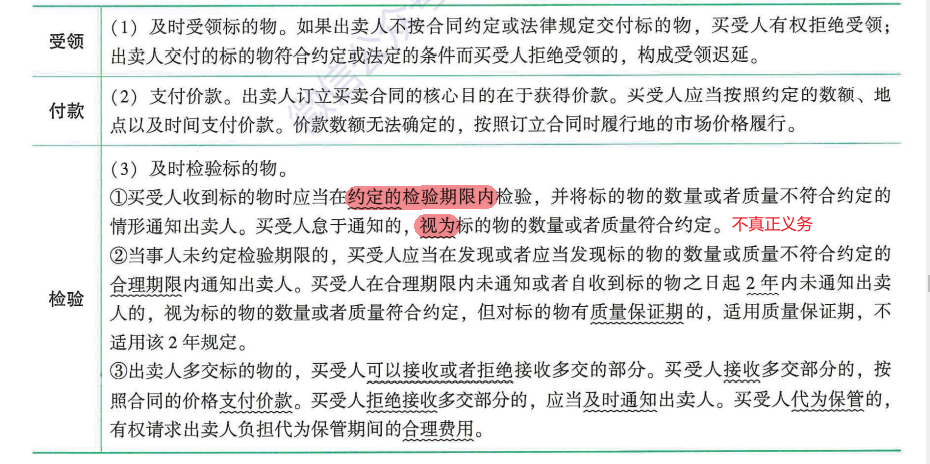 受领
(1)及时受领标的物。如果出卖人不按合同约定或法律规定交付标的物，买受人有权拒绝受领；
出卖人交付的标的物符合约定或法定的条件而买受人拒绝受领的，构成受领迟延。
付款
(2)支付价款。出卖人订立买卖合同的核心目的在于获得价款。买受人应当按照约定的数额、地
点以及时间支付价款。价款数额无法确定的，按照订立合同时履行地的市场价格履行。
检验
(3)及时检验标的物。
①买受人收到标的物时应当在约定的检验期限内检验，并将标的物的数量或者质量不符合约定的
情形通知出卖人。买受人怠于通知的，视为标的物的数量或者质量符合约定。不真正义务
②当事人未约定检验期限的，买受人应当在发现或者应当发现标的物的数量或质量不符合约定的
合理期限内通知出卖人。买受人在合理期限内未通知或者自收到标的物之日起2年内未通知出卖
人的，视为标的物的数量或者质量符合约定，但对标的物有质量保证期的，适用质量保证期，不
适用该2年规定。
③出卖人多交标的物的，买受人可以接收或者拒绝接收多交的部分。买受人接收多交部分的，按
照合同的价格支付价款。买受人拒绝接收多交部分的，应当及时通知出卖人。买受人代为保管的，
有权请求出卖人负担代为保管期间的合理费用。
微信公众号